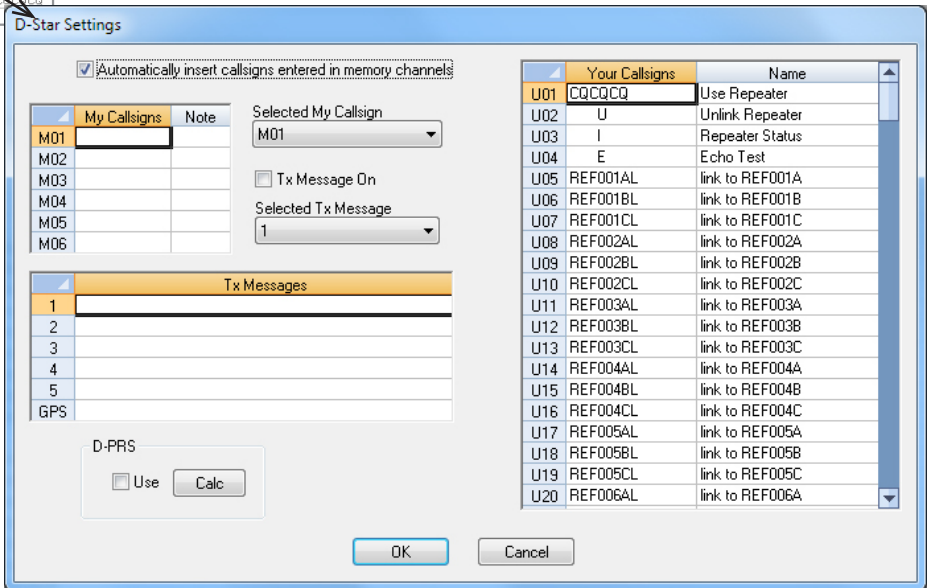 D-Star Settings
Automatically insert callsigns entered in memory channels
My Callsigns Note
M01
M02
M03
M04
M05
M06
Selected My Callsign
M01
Tx Message On
Selected Tx Message
1
Tx Messages
1
2
3
4
5
GPS
D-PRS
Use Calc
Your Callsigns Name
U01 CQCQCQ Use Repeater
U02 U Unlink Repeater
U03 I Repeater Status
U04 E Echo Test
U05 REF001AL link to REF001A
U06 REF001BL link to REF001B
U07 REF001CL link to REF001C
U08 REF002AL link to REF002A
U09 REF002BL link to REF002B
U10 REF002CL link to REF002C
U11 REF003AL link to REF003A
U12 REF003BL link to REF003B
U13 REF003CL link to REF003C
U14 REF004AL link to REF004A
U15 REF004BL link to REF004B
U16 REF004CL link to REF004C
U17 REF005AL link to REF005A
U18 REF005BL link to REF005B
U19 REF005CL link to REF005C
U20 REF006AL link to REF006A
OK Cancel